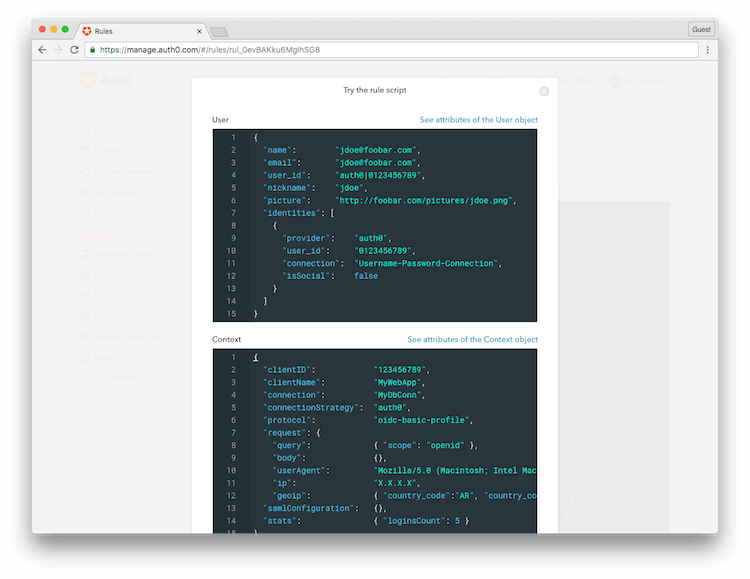 Rules
Guest
https://manage.auth0.com/#/rules/rul_0evBAKku6MglhSG8
Auth0
Try the rule script
User See attributes of the User object
1 {
2 "name": "jdoe@foobar.com",
3 "email": "jdoe@foobar.com",
4 "user_id": "auth0|0123456789",
5 "nickname": "jdoe",
6 "picture": "http://foobar.com/pictures/jdoe.png",
7 "identities": [
8 {
9 "provider": "auth0",
10 "user_id": "0123456789",
11 "connection": "Username-Password-Connection",
12 "isSocial": false
13 }
14 ]
15 }
Context See attributes of the Context object
1 {
2 "clientID": "123456789",
3 "clientName": "MyWebApp",
4 "connection": "MyDbConn",
5 "connectionStrategy": "auth0",
6 "protocol": "oidc-basic-profile",
7 "request": {
8 "query": { "scope": "openid" },
9 "body": {},
10 "userAgent": "Mozilla/5.0 (Macintosh; Intel Mac
11 "ip": "X.X.X.X",
12 "geoip": { "country_code":"AR", "country_co
13 "samlConfiguration": {},
14 "stats": { "loginsCount": 5 }